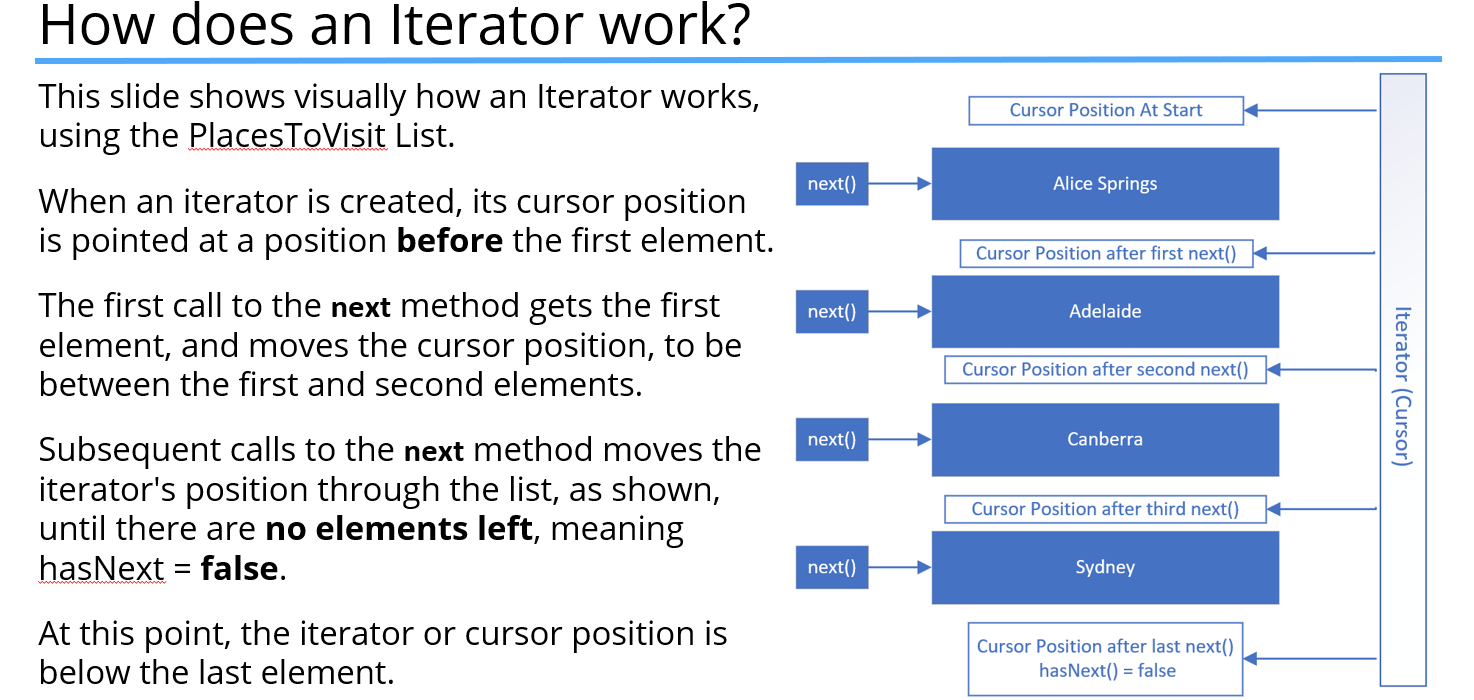 How does an Iterator work?
This slide shows visually how an Iterator works,
using the PlacesToVisit List.
When an iterator is created, its cursor position
is pointed at a position before the first element.
The first call to the next method gets the first
element, and moves the cursor position, to be
between the first and second elements.
Subsequent calls to the next method moves the
iterator's position through the list, as shown,
until there are no elements left, meaning
hasNext = false.
At this point, the iterator or cursor position is
below the last element.
Cursor Position At Start
next()
Alice Springs
Cursor Position after first next()
next()
Adelaide
Cursor Position after second next()
next()
Canberra
Cursor Position after third next()
next()
Sydney
Cursor Position after last next()
hasNext() = false
Iterator (Cursor)